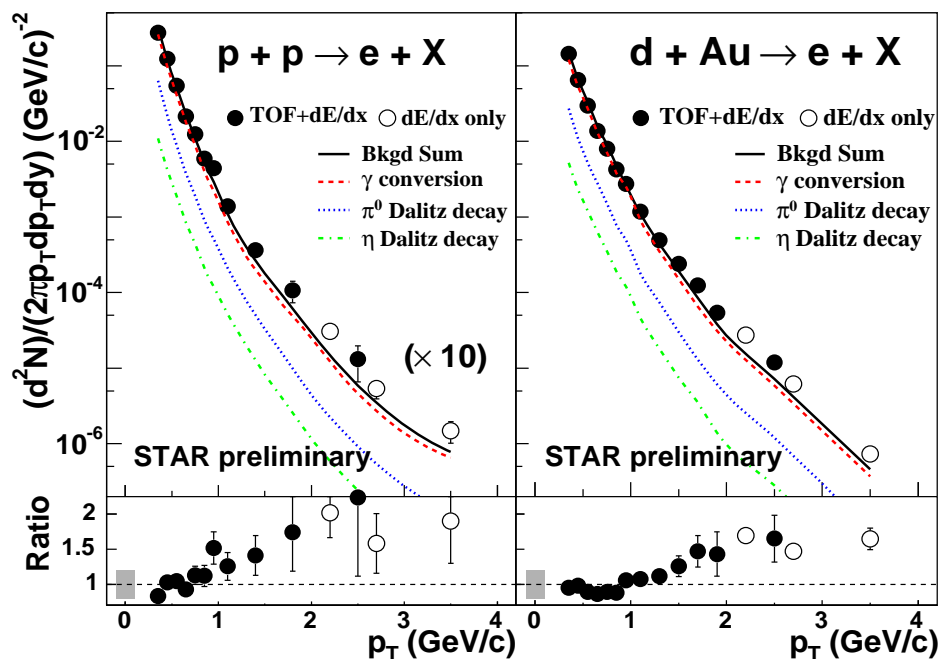 (d²N)/(2πp_T dp_T dy) (GeV/c)⁻²
10⁻²
10⁻⁴
10⁻⁶
p + p → e + X
TOF+dE/dx dE/dx only
Bkgd Sum
γ conversion
π⁰ Dalitz decay
η Dalitz decay
(× 10)
STAR preliminary
d + Au → e + X
TOF+dE/dx dE/dx only
Bkgd Sum
γ conversion
π⁰ Dalitz decay
η Dalitz decay
STAR preliminary
Ratio
2
1.5
1
0 1 2 3 4
p_T (GeV/c)
0 1 2 3 4
p_T (GeV/c)